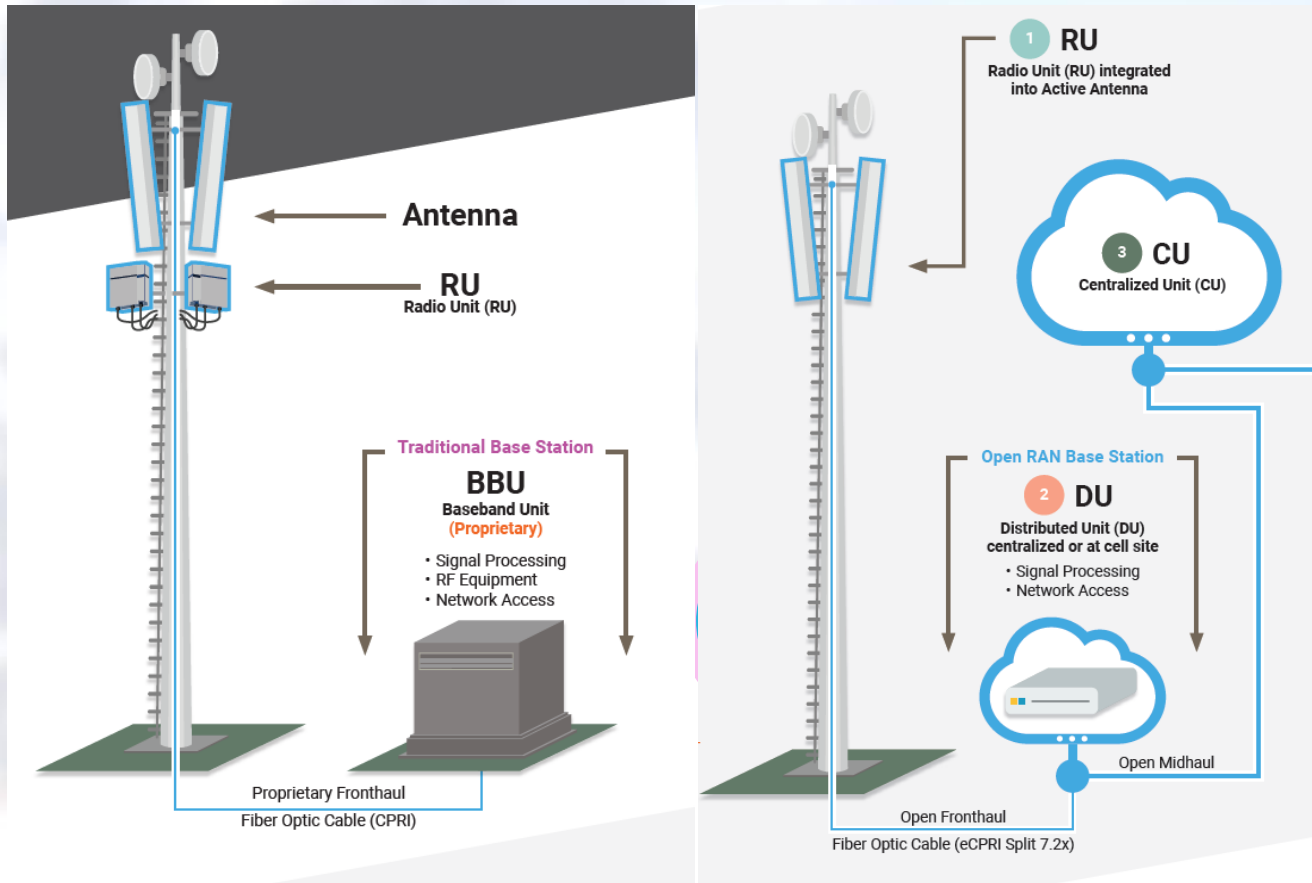 Antenna
RU
Radio Unit (RU)
Traditional Base Station
BBU
Baseband Unit
(Proprietary)
• Signal Processing
• RF Equipment
• Network Access
Proprietary Fronthaul
Fiber Optic Cable (CPRI)
1 RU
Radio Unit (RU) integrated
into Active Antenna
3 CU
Centralized Unit (CU)
Open RAN Base Station
2 DU
Distributed Unit (DU)
centralized or at cell site
• Signal Processing
• Network Access
Open Midhaul
Open Fronthaul
Fiber Optic Cable (eCPRI Split 7.2x)